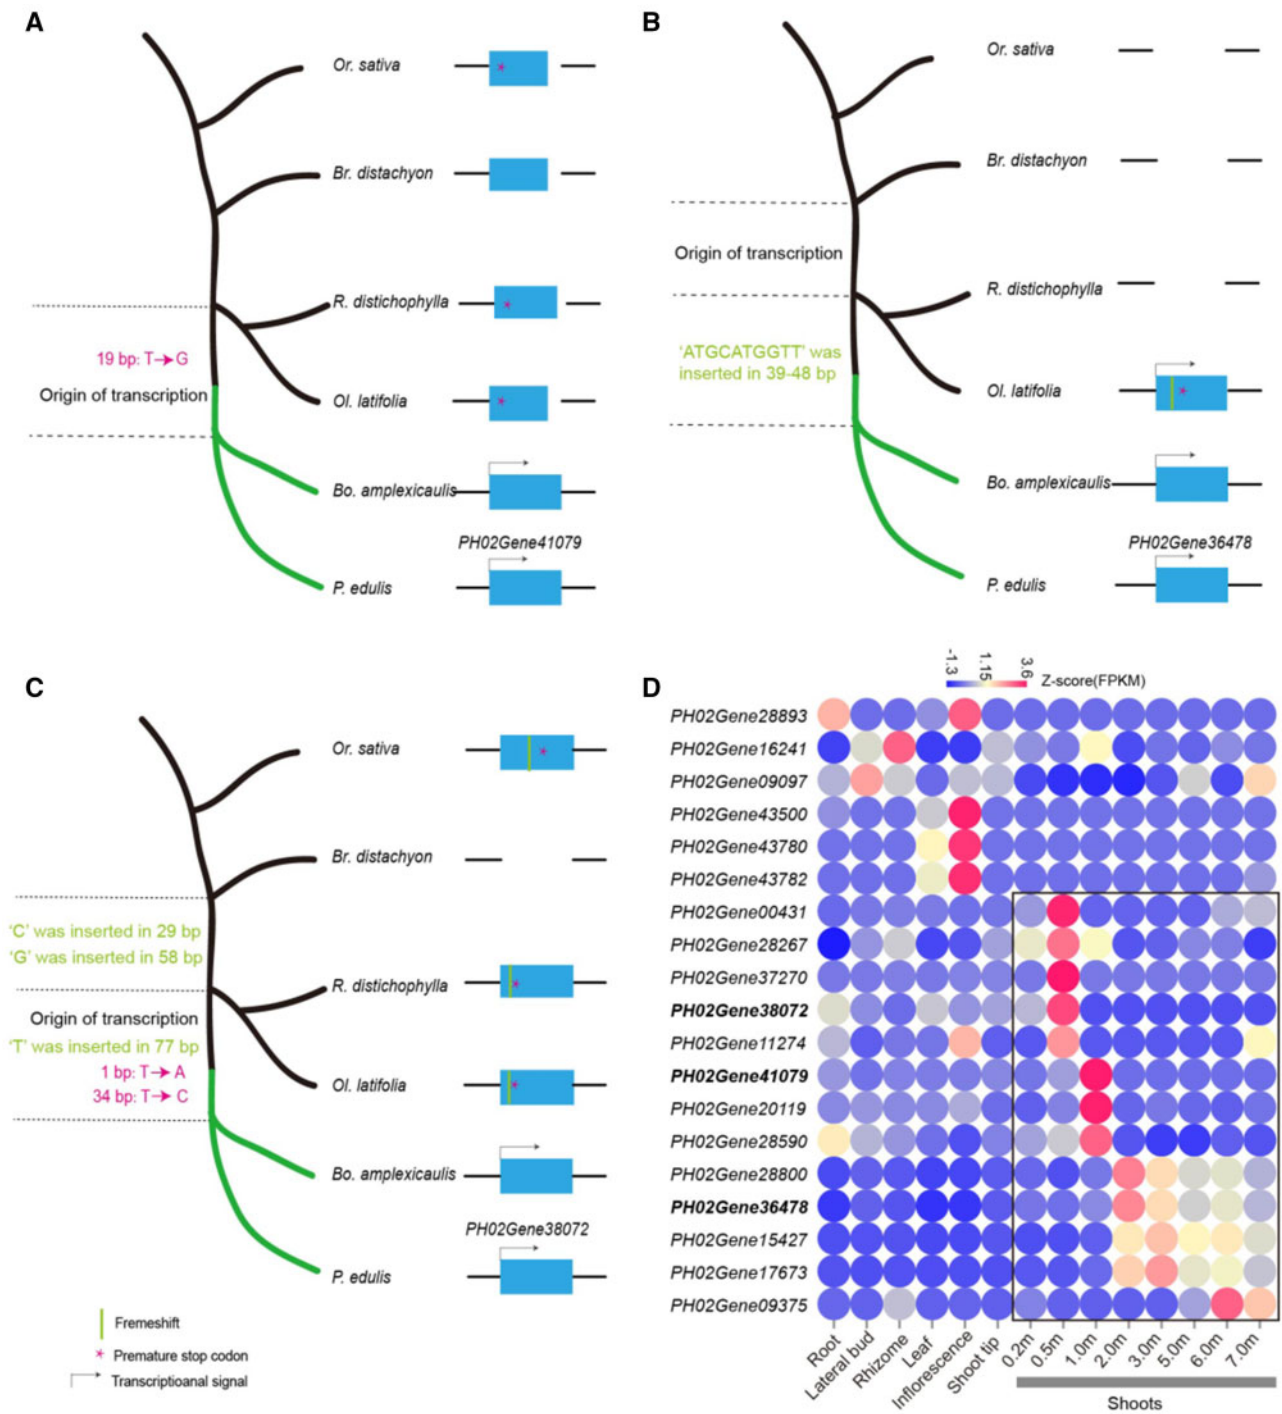 A
Or. sativa
Br. distachyon
R. distichophylla
19 bp: T→G
Origin of transcription
Ol. latifolia
Bo. amplexicaulis
PH02Gene41079
P. edulis
B
Or. sativa
Br. distachyon
Origin of transcription
R. distichophylla
'ATGCATGGTT' was
inserted in 39-48 bp
Ol. latifolia
Bo. amplexicaulis
PH02Gene36478
P. edulis
C
Or. sativa
Br. distachyon
'C' was inserted in 29 bp
'G' was inserted in 58 bp
R. distichophylla
Origin of transcription
'T' was inserted in 77 bp
1 bp: T→A
34 bp: T→C
Ol. latifolia
Bo. amplexicaulis
PH02Gene38072
P. edulis
Fremeshift
* Premature stop codon
Transcriptioanal signal
D
-1.3 1.15 3.6
Z-score(FPKM)
PH02Gene28893
PH02Gene16241
PH02Gene09097
PH02Gene43500
PH02Gene43780
PH02Gene43782
PH02Gene00431
PH02Gene28267
PH02Gene37270
PH02Gene38072
PH02Gene11274
PH02Gene41079
PH02Gene20119
PH02Gene28590
PH02Gene28800
PH02Gene36478
PH02Gene15427
PH02Gene17673
PH02Gene09375
Root
Lateral bud
Rhizome
Leaf
Inflorescence
Shoot tip
0.2m
0.5m
1.0m
2.0m
3.0m
5.0m
6.0m
7.0m
Shoots